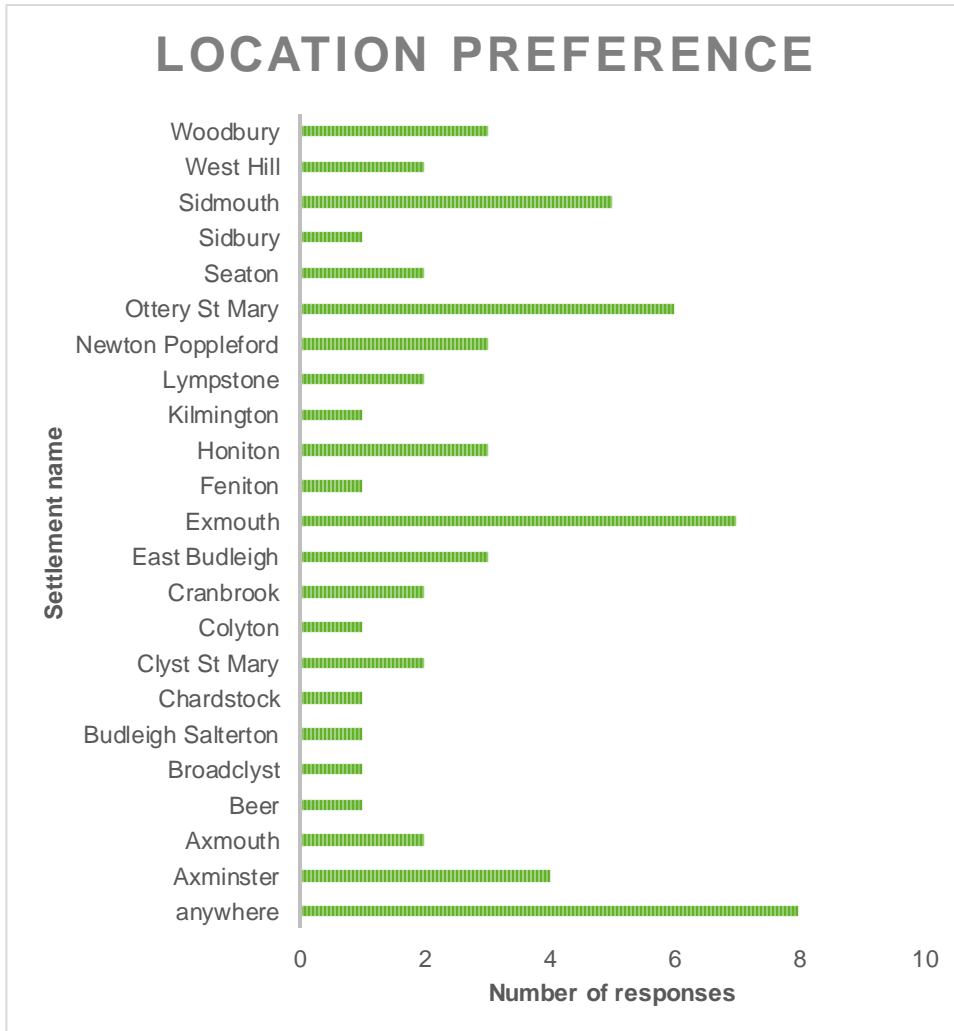 LOCATION PREFERENCE
Woodbury
West Hill
Sidmouth
Sidbury
Seaton
Ottery St Mary
Newton Poppleford
Lympstone
Kilmington
Honiton
Feniton
Exmouth
East Budleigh
Cranbrook
Colyton
Clyst St Mary
Chardstock
Budleigh Salterton
Broadclyst
Beer
Axmouth
Axminster
anywhere
Settlement name
0 2 4 6 8 10
Number of responses